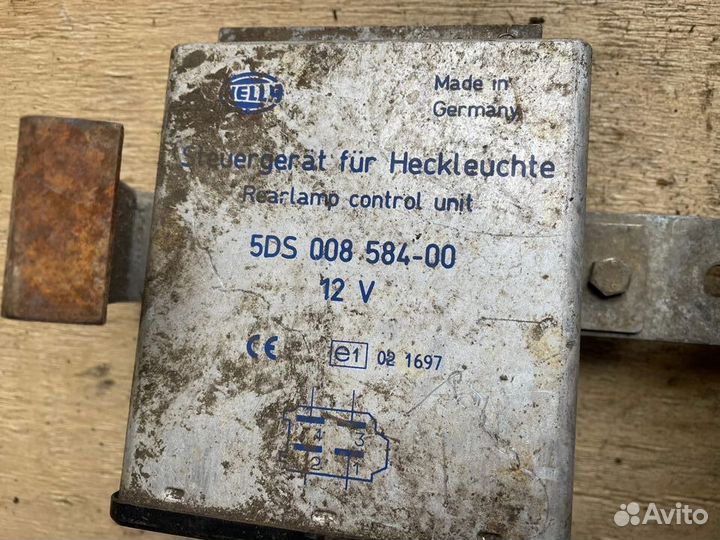 HELLA
Made in
Germany
Steuergerät für Heckleuchte
Rearlamp control unit
5DS 008 584-00
12 V
CE e1 02 1697
4 3
2 1
Avito